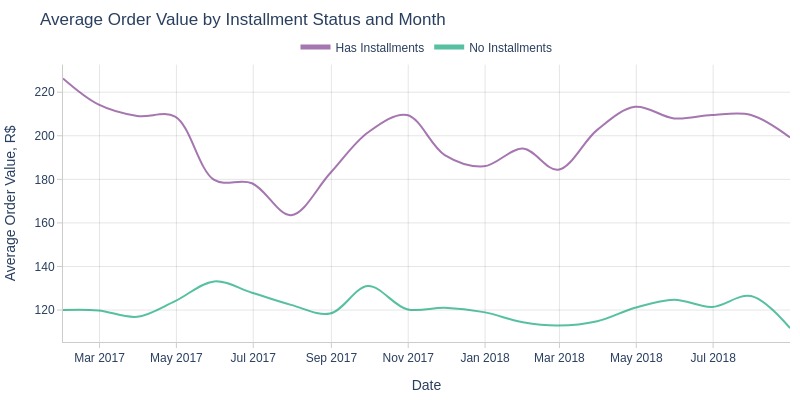 Average Order Value by Installment Status and Month
Has Installments
No Installments
Average Order Value, R$
220
200
180
160
140
120
Mar 2017
May 2017
Jul 2017
Sep 2017
Nov 2017
Jan 2018
Mar 2018
May 2018
Jul 2018
Date